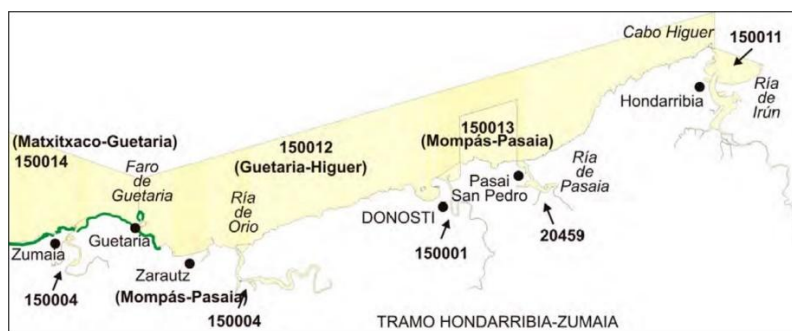 Cabo Higuer
150011
Hondarribia
Ría
de
Irún
(Matxitxaco-Guetaria)
150014
Faro
de
Guetaria
150012
(Guetaria-Higuer)
150013
(Mompás-Pasaia)
Ría
de
Pasaia
Pasai
San Pedro
Ría
de
Orio
DONOSTI
150001
20459
Guetaria
Zumaia
150004
Zarautz
(Mompás-Pasaia)
150004
TRAMO HONDARRIBIA-ZUMAIA